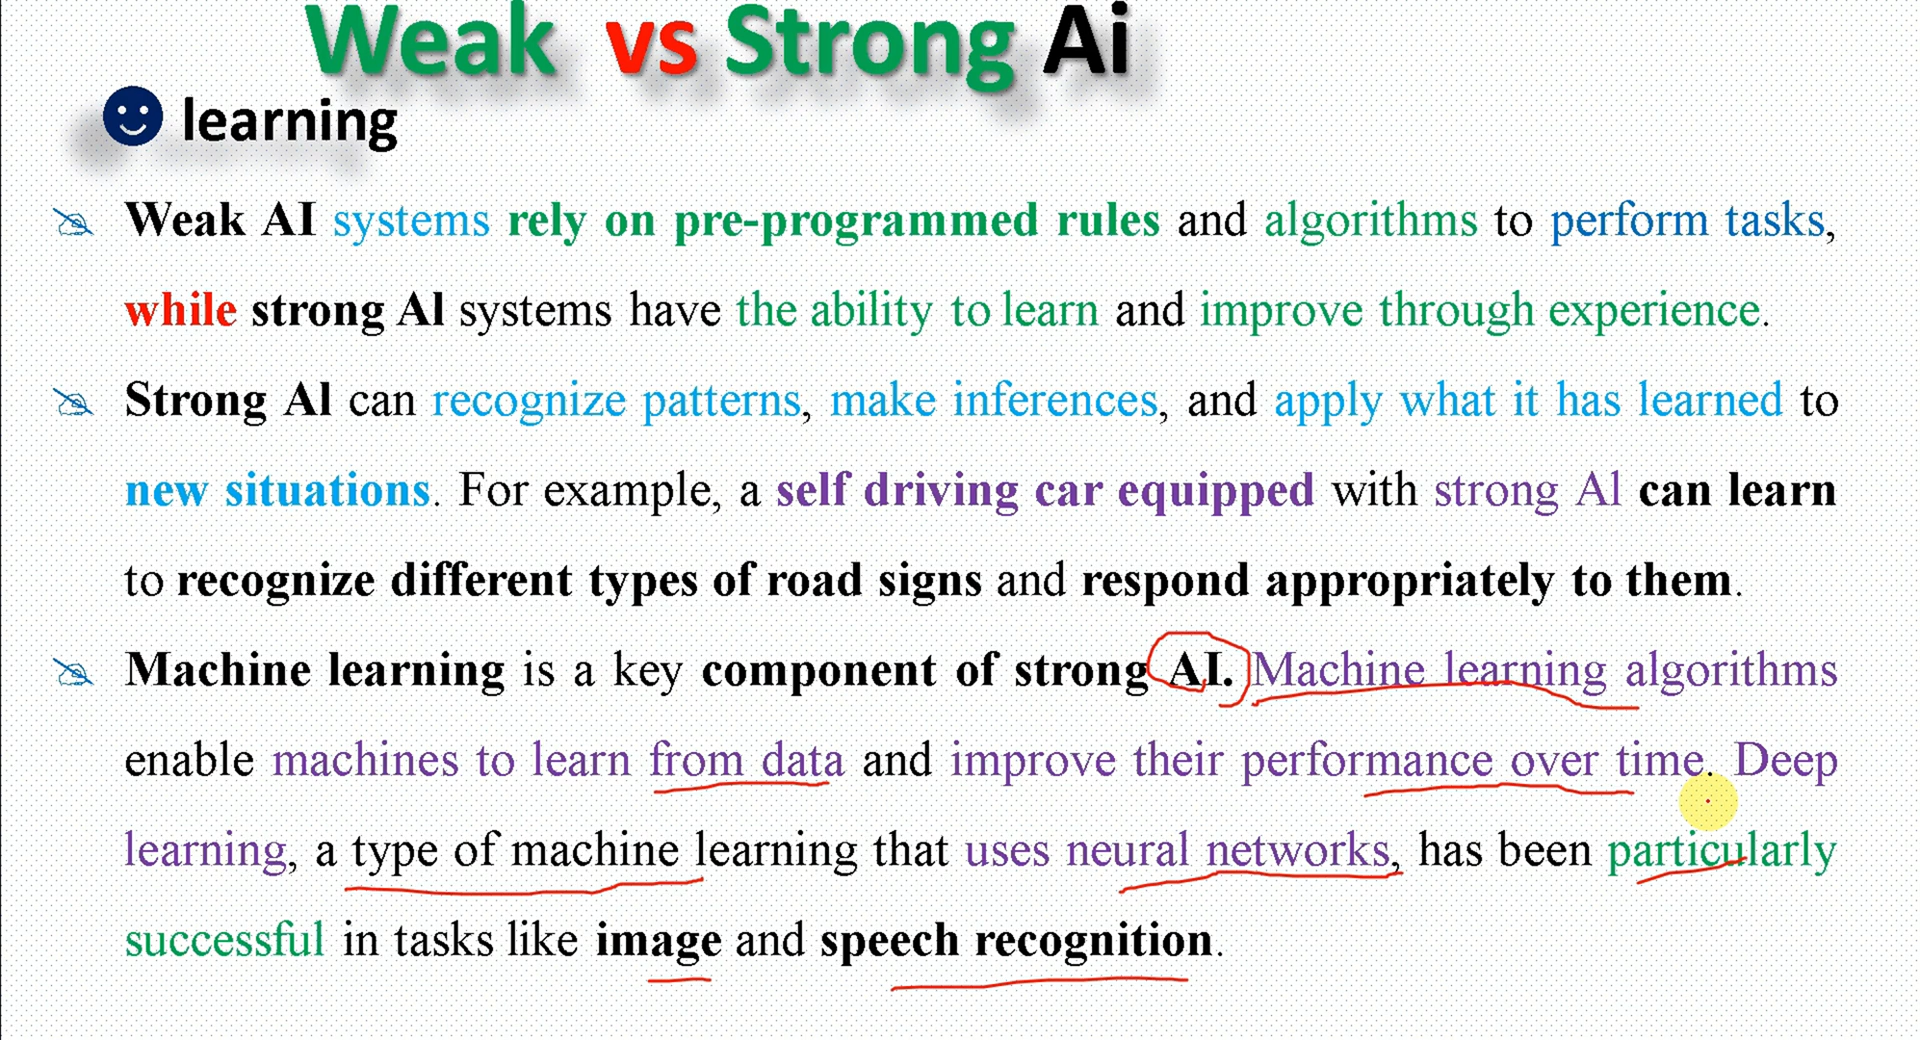 Weak vs Strong Ai
learning
Weak AI systems rely on pre-programmed rules and algorithms to perform tasks,
while strong Al systems have the ability to learn and improve through experience.
Strong Al can recognize patterns, make inferences, and apply what it has learned to
new situations. For example, a self driving car equipped with strong Al can learn
to recognize different types of road signs and respond appropriately to them.
Machine learning is a key component of strong AI. Machine learning algorithms
enable machines to learn from data and improve their performance over time. Deep
learning, a type of machine learning that uses neural networks, has been particularly
successful in tasks like image and speech recognition.